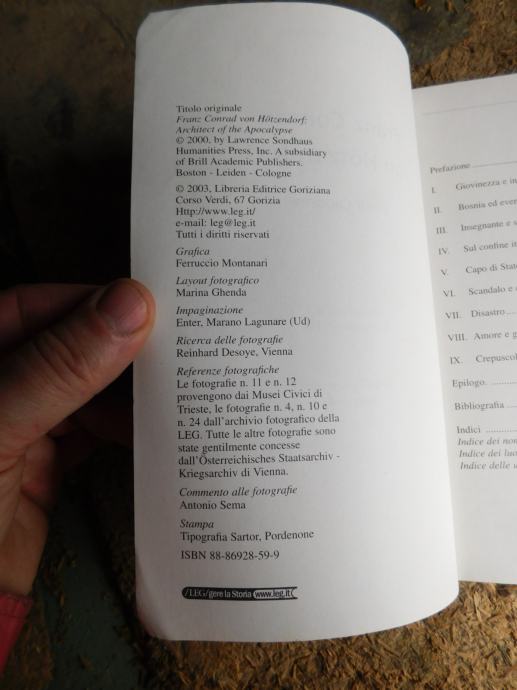 Titolo originale
Franz Conrad von Hötzendorf:
Architect of the Apocalypse
© 2000, by Lawrence Sondhaus
Humanities Press, Inc. A subsidiary
of Brill Academic Publishers.
Boston - Leiden - Cologne
© 2003, Libreria Editrice Goriziana
Corso Verdi, 67 Gorizia
Http://www.leg.it/
e-mail: leg@leg.it
Tutti i diritti riservati
Grafica
Ferruccio Montanari
Layout fotografico
Marina Ghenda
Impaginazione
Enter, Marano Lagunare (Ud)
Ricerca delle fotografie
Reinhard Desoye, Vienna
Referenze fotografiche
Le fotografie n. 11 e n. 12
provengono dai Musei Civici di
Trieste, le fotografie n. 4, n. 10 e
n. 24 dall'archivio fotografico della
LEG. Tutte le altre fotografie sono
state gentilmente concesse
dall'Österreichisches Staatsarchiv -
Kriegsarchiv di Vienna.
Commento alle fotografie
Antonio Sema
Stampa
Tipografia Sartor, Pordenone
ISBN 88-86928-59-9
/LEG/gere la Storia www.leg.it
Prefazione
I. Giovinezza e
II. Bosnia ed
III. Insegnante e
IV. Sul confine
V. Capo di
VI. Scandalo e
VII. Disastro
VIII. Amore e
IX.
Epilogo.
Bibliografia
Indici
Indice dei
Indice dei
Indice delle